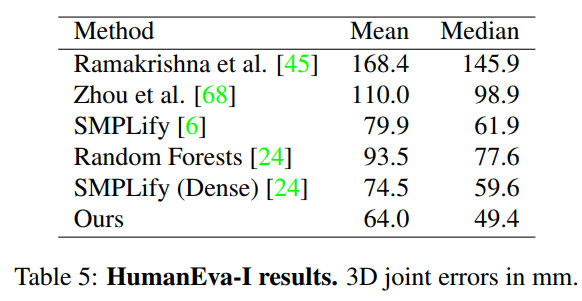 Method Mean Median
Ramakrishna et al. [45] 168.4 145.9
Zhou et al. [68] 110.0 98.9
SMPLify [6] 79.9 61.9
Random Forests [24] 93.5 77.6
SMPLify (Dense) [24] 74.5 59.6
Ours 64.0 49.4
Table 5: HumanEva-I results. 3D joint errors in mm.